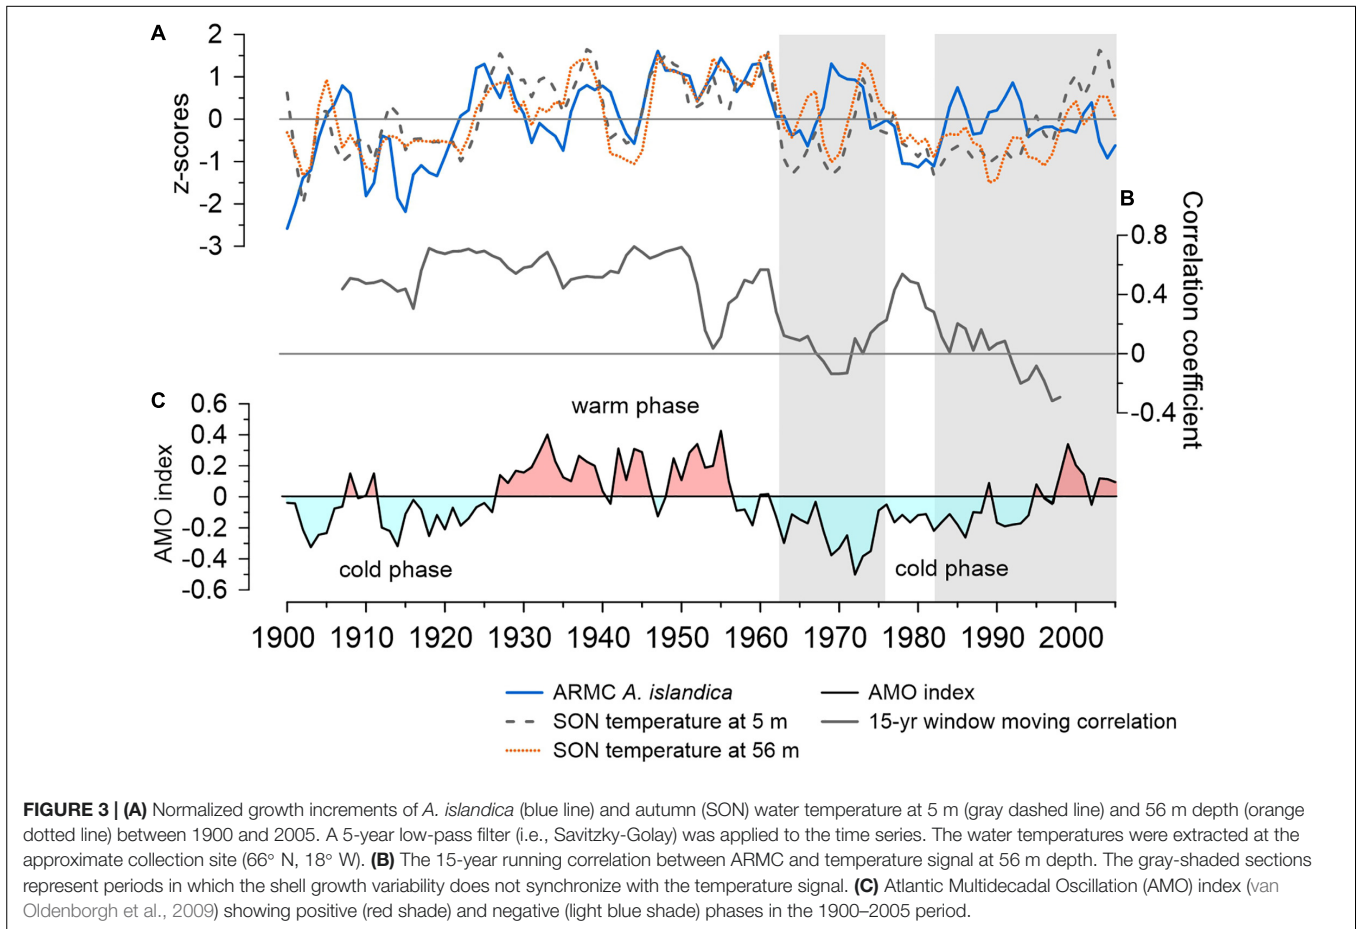 A
2
1
0
-1
-2
-3
z-scores
B
0.8
0.4
0
-0.4
Correlation coefficient
C
0.6
0.4
0.2
0
-0.2
-0.4
-0.6
AMO index
warm phase
cold phase
cold phase
1900 1910 1920 1930 1940 1950 1960 1970 1980 1990 2000
ARMC A. islandica
SON temperature at 5 m
SON temperature at 56 m
AMO index
15-yr window moving correlation
FIGURE 3 | (A) Normalized growth increments of A. islandica (blue line) and autumn (SON) water temperature at 5 m (gray dashed line) and 56 m depth (orange
dotted line) between 1900 and 2005. A 5-year low-pass filter (i.e., Savitzky-Golay) was applied to the time series. The water temperatures were extracted at the
approximate collection site (66° N, 18° W). (B) The 15-year running correlation between ARMC and temperature signal at 56 m depth. The gray-shaded sections
represent periods in which the shell growth variability does not synchronize with the temperature signal. (C) Atlantic Multidecadal Oscillation (AMO) index (van
Oldenborgh et al., 2009) showing positive (red shade) and negative (light blue shade) phases in the 1900–2005 period.